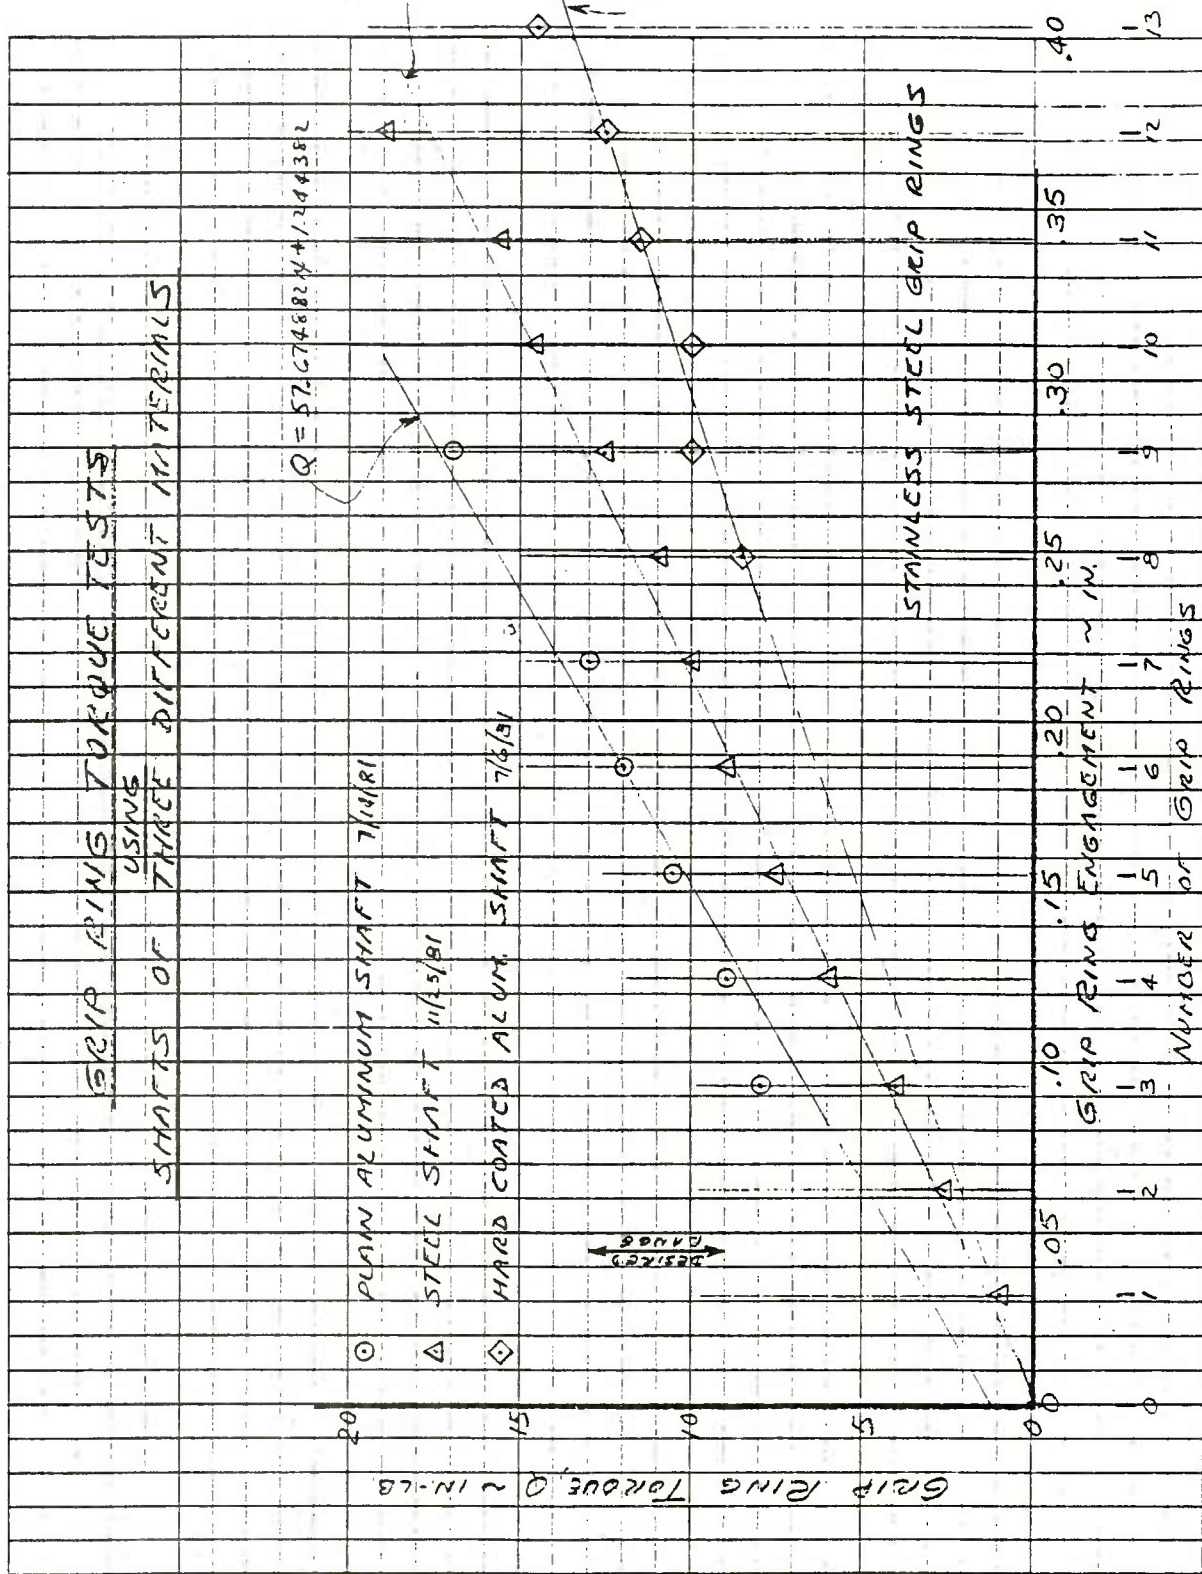 GRIP RING TORQUE TESTS
USING
SHAFTS OF THREE DIFFERENT MATERIALS
⊙ PLAIN ALUMINUM SHAFT 7/14/81
△ STEEL SHAFT 11/25/81
◇ HARD COATED ALUM. SHAFT 7/6/81
Q = 57.674882X+1.244382
DESIRED
RANGE
GRIP RING TORQUE, Q ~ IN-LB
20
15
10
5
0
STAINLESS STEEL GRIP RINGS
0 .05 .10 .15 .20 .25 .30 .35 .40
GRIP RING ENGAGEMENT ~ IN.
0 1 2 3 4 5 6 7 8 9 10 11 12 13
NUMBER OF GRIP RINGS